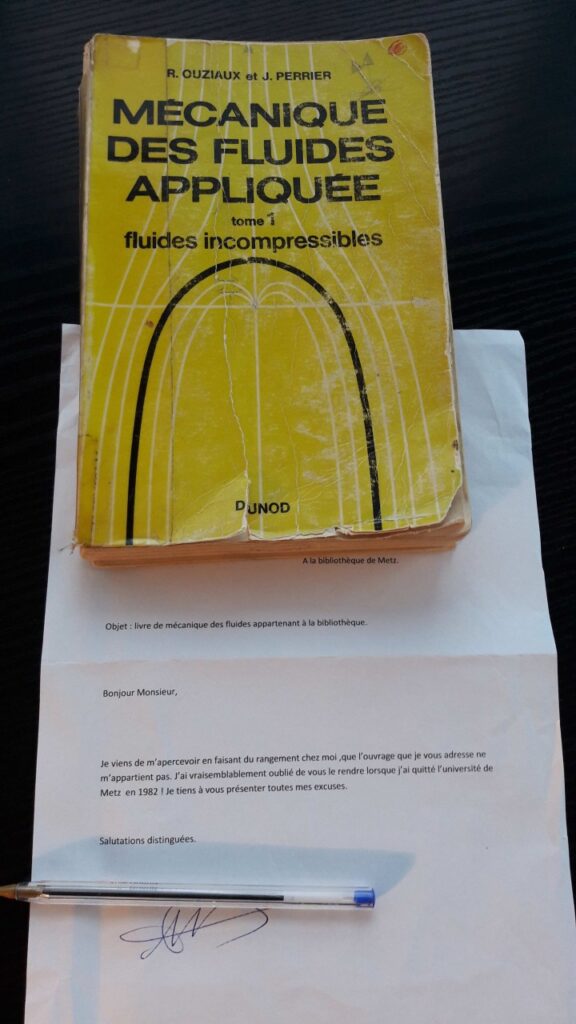 R. OUZIAUX et J. PERRIER
MÉCANIQUE
DES FLUIDES
APPLIQUÉE
tome 1
fluides incompressibles
DUNOD
A la bibliothèque de Metz.
Objet : livre de mécanique des fluides appartenant à la bibliothèque.
Bonjour Monsieur,
Je viens de m'apercevoir en faisant du rangement chez moi ,que l'ouvrage que je vous adresse ne
m'appartient pas. J'ai vraisemblablement oublié de vous le rendre lorsque j'ai quitté l'université de
Metz en 1982 ! Je tiens à vous présenter toutes mes excuses.
Salutations distinguées.